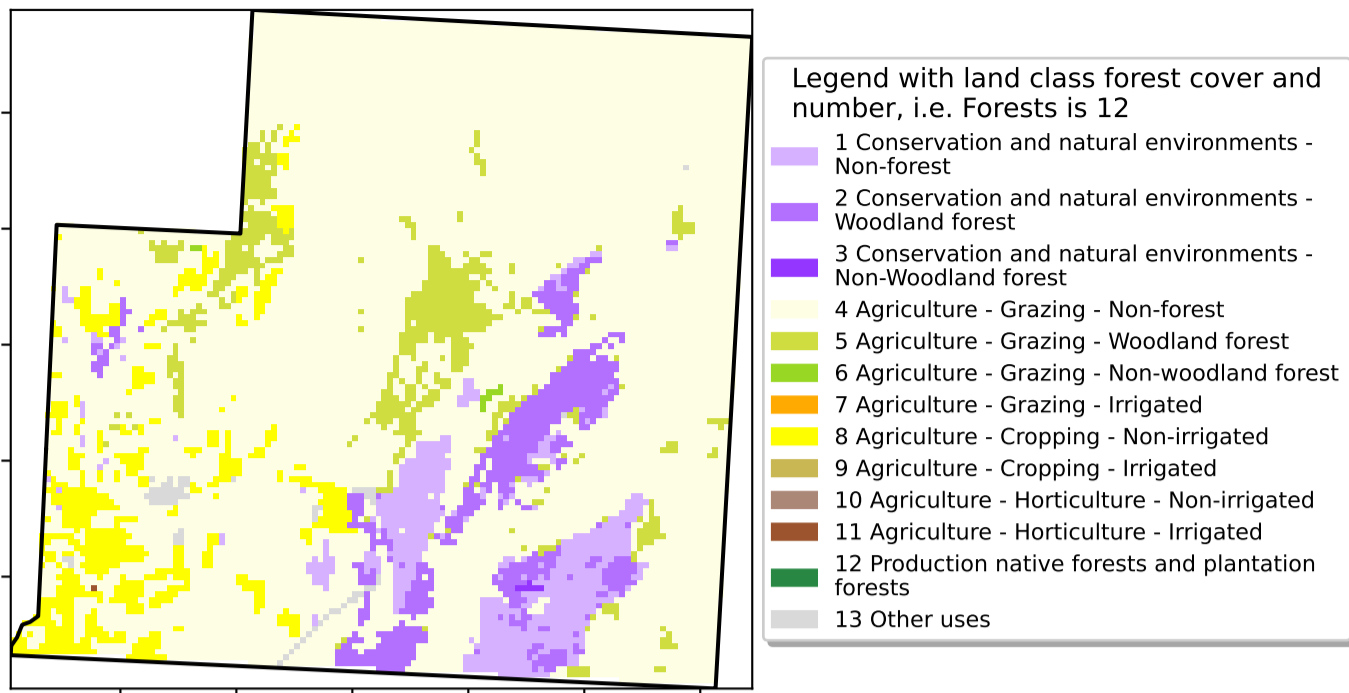 Legend with land class forest cover and
number, i.e. Forests is 12
1 Conservation and natural environments -
Non-forest
2 Conservation and natural environments -
Woodland forest
3 Conservation and natural environments -
Non-Woodland forest
4 Agriculture - Grazing - Non-forest
5 Agriculture - Grazing - Woodland forest
6 Agriculture - Grazing - Non-woodland forest
7 Agriculture - Grazing - Irrigated
8 Agriculture - Cropping - Non-irrigated
9 Agriculture - Cropping - Irrigated
10 Agriculture - Horticulture - Non-irrigated
11 Agriculture - Horticulture - Irrigated
12 Production native forests and plantation
forests
13 Other uses